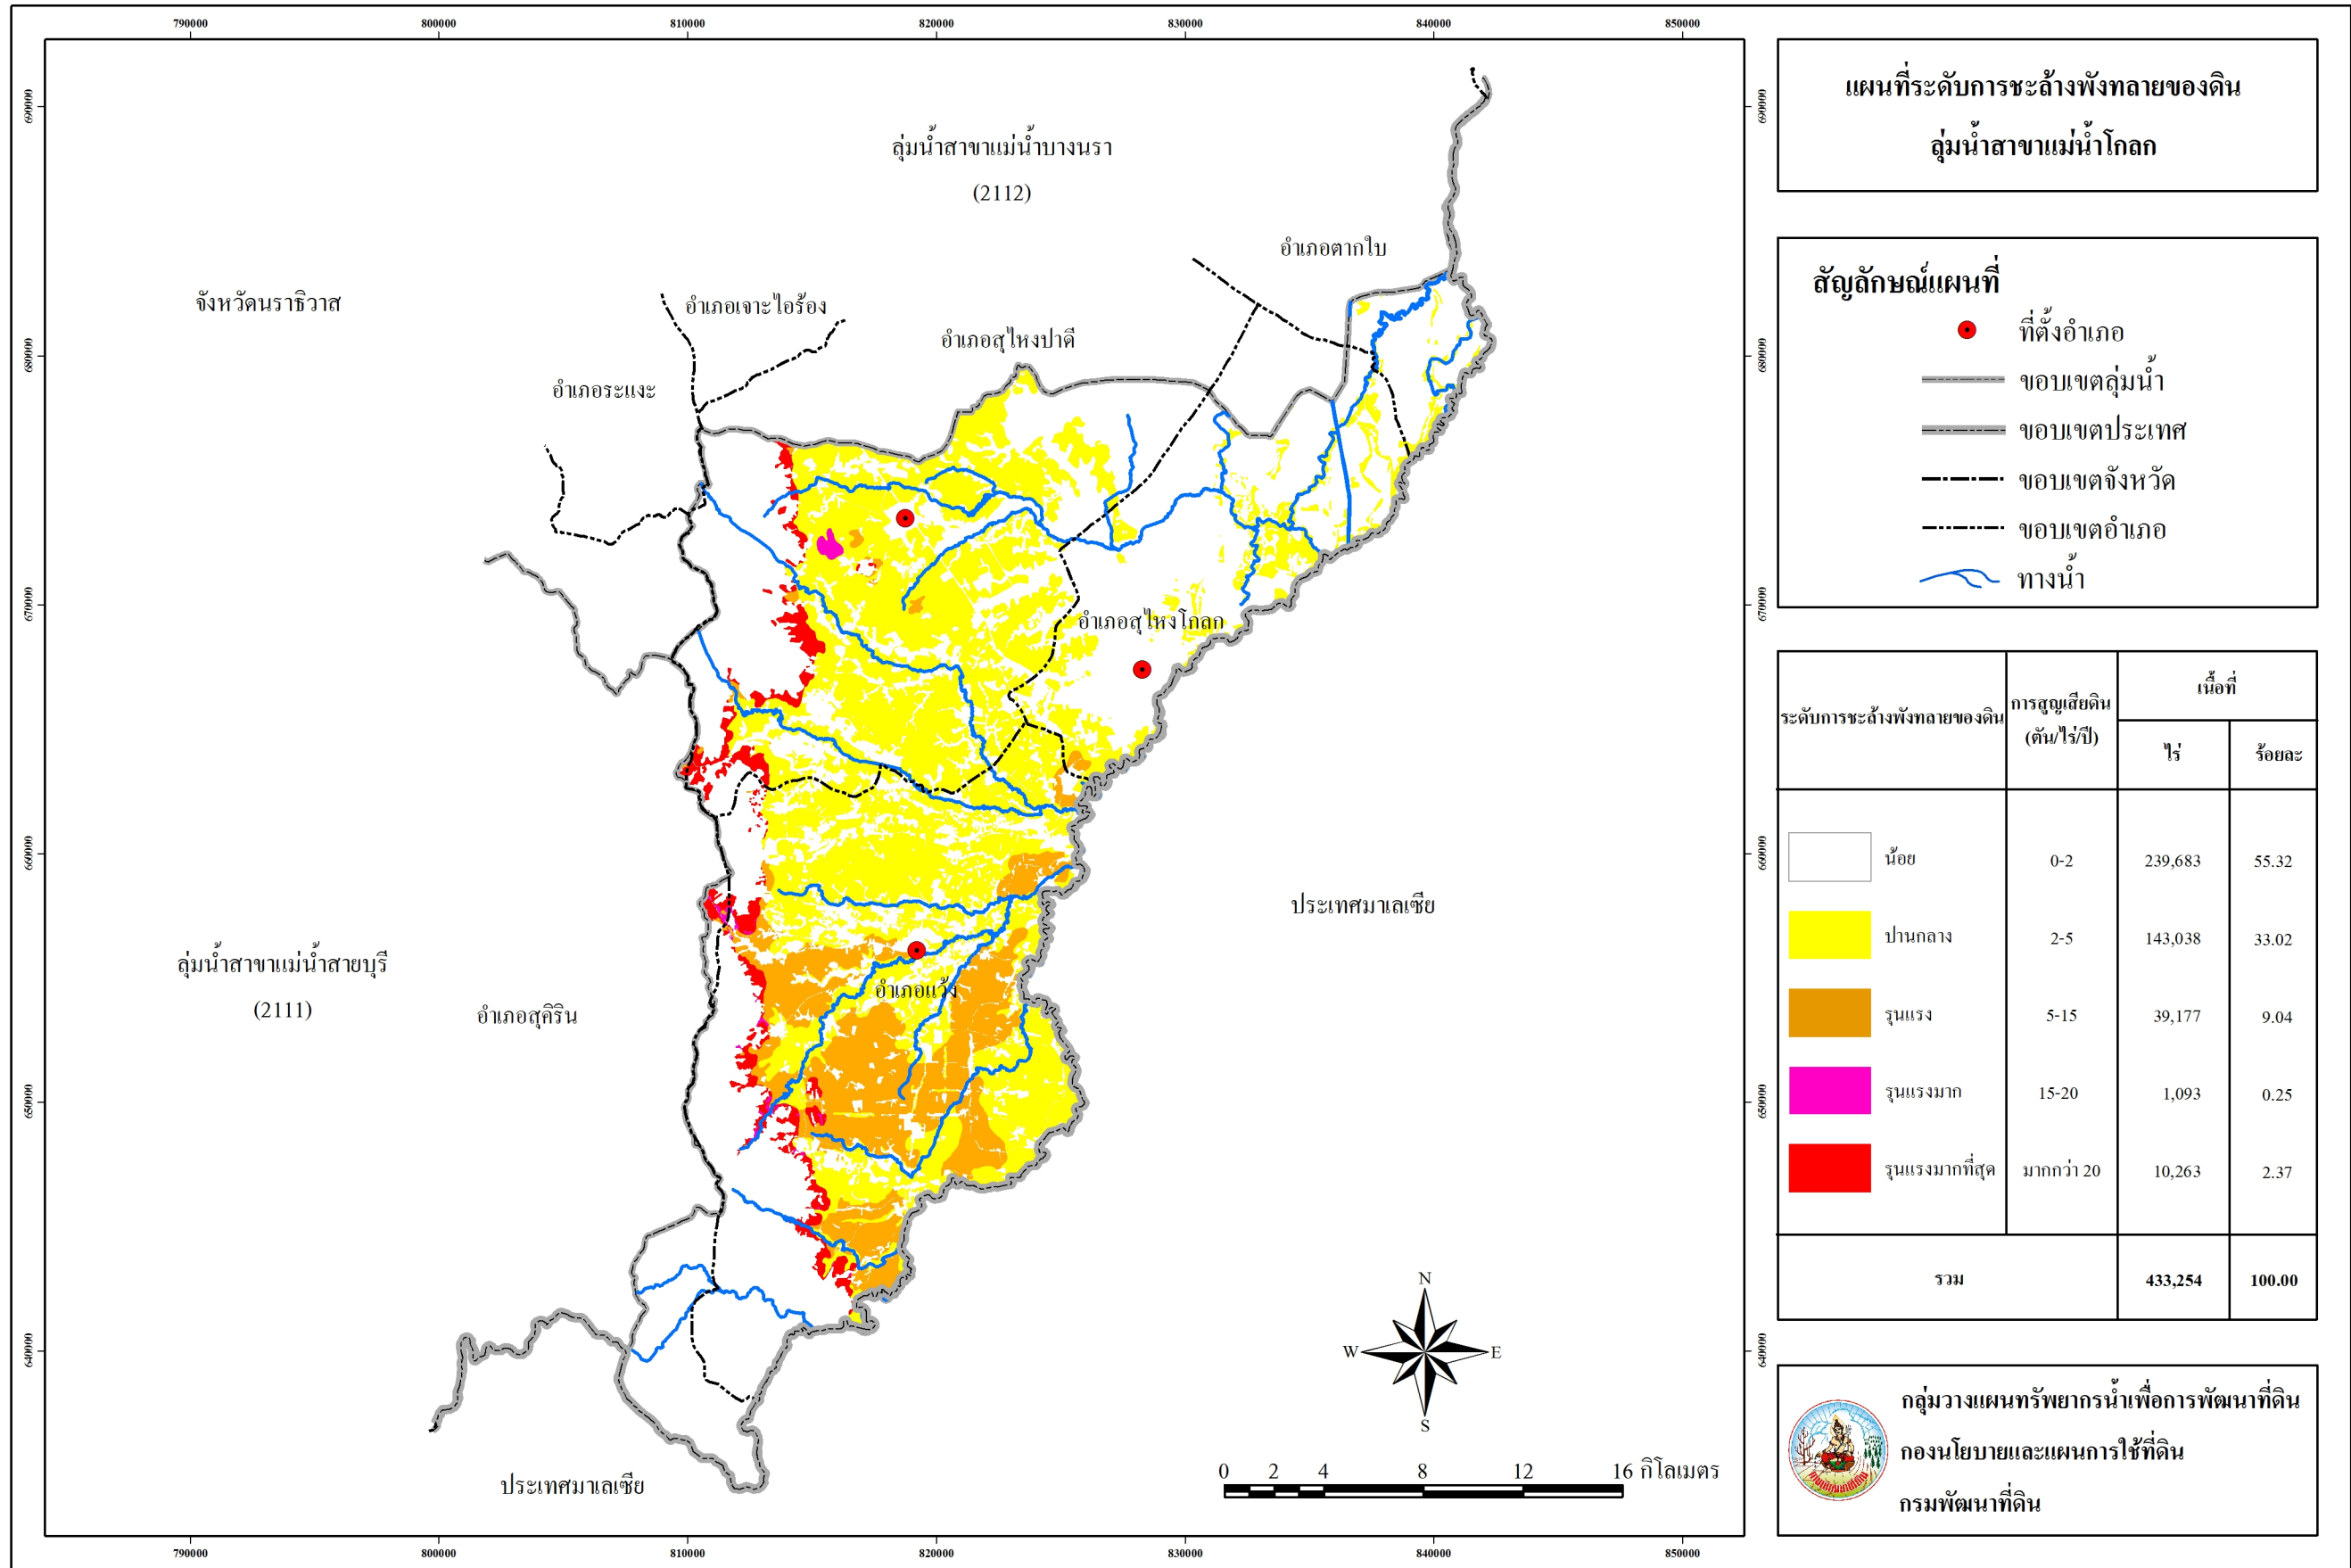 790000 800000 810000 820000 830000 840000 850000
690000 690000
680000 680000
670000 670000
660000 660000
650000 650000
640000 640000
ลุ่มน้ำสาขาแม่น้ำบางนรา
(2112)
อำเภอตากใบ
จังหวัดนราธิวาส
อำเภอเจาะไอร้อง
อำเภอสุไหงปาดี
อำเภอระแงะ
อำเภอสุไหงโกลก
ประเทศมาเลเซีย
ลุ่มน้ำสาขาแม่น้ำสายบุรี
(2111)
อำเภอแว้ง
อำเภอสุคิริน
ประเทศมาเลเซีย
N
W E
S
0 2 4 8 12 16 กิโลเมตร
790000 800000 810000 820000 830000 840000 850000
แผนที่ระดับการชะล้างพังทลายของดิน
ลุ่มน้ำสาขาแม่น้ำโกลก
สัญลักษณ์แผนที่
ที่ตั้งอำเภอ
ขอบเขตลุ่มน้ำ
ขอบเขตประเทศ
ขอบเขตจังหวัด
ขอบเขตอำเภอ
ทางน้ำ
ระดับการชะล้างพังทลายของดิน การสูญเสียดิน (ตัน/ไร่/ปี) เนื้อที่
ไร่ ร้อยละ
น้อย 0-2 239,683 55.32
ปานกลาง 2-5 143,038 33.02
รุนแรง 5-15 39,177 9.04
รุนแรงมาก 15-20 1,093 0.25
รุนแรงมากที่สุด มากกว่า 20 10,263 2.37
รวม 433,254 100.00
กลุ่มวางแผนทรัพยากรน้ำเพื่อการพัฒนาที่ดิน
กองนโยบายและแผนการใช้ที่ดิน
กรมพัฒนาที่ดิน